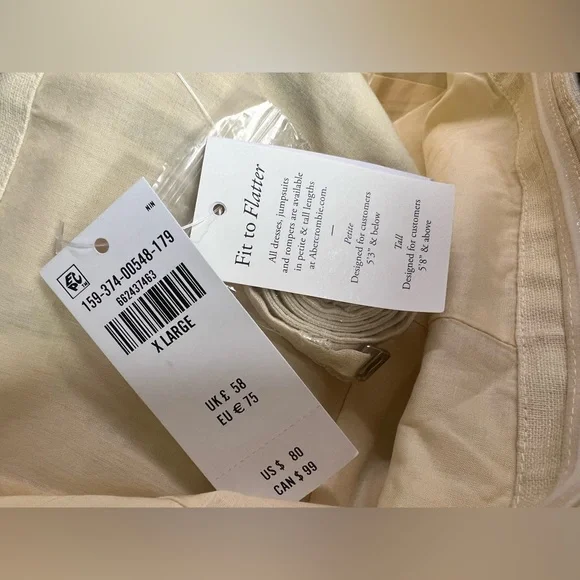 NIN
159-374-00548-179
662437463
X LARGE
UK£ 58
EU € 75
US $ 80
CAN $ 99
Fit to Flatter
All dresses, jumpsuits
and rompers are available
in petite & tall lengths
at Abercrombie.com.
—
Petite
Designed for customers
5'3" & below
Tall
Designed for customers
5'8" & above